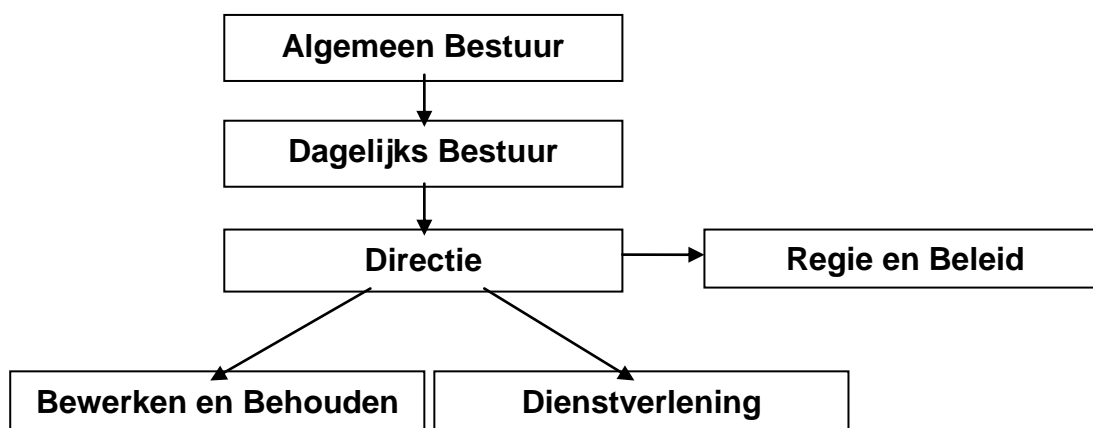 Algemeen Bestuur
Dagelijks Bestuur
Directie
Regie en Beleid
Bewerken en Behouden
Dienstverlening